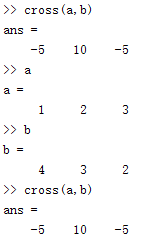 >> cross(a,b)
ans =
-5 10 -5
>> a
a =
1 2 3
>> b
b =
4 3 2
>> cross(a,b)
ans =
-5 10 -5